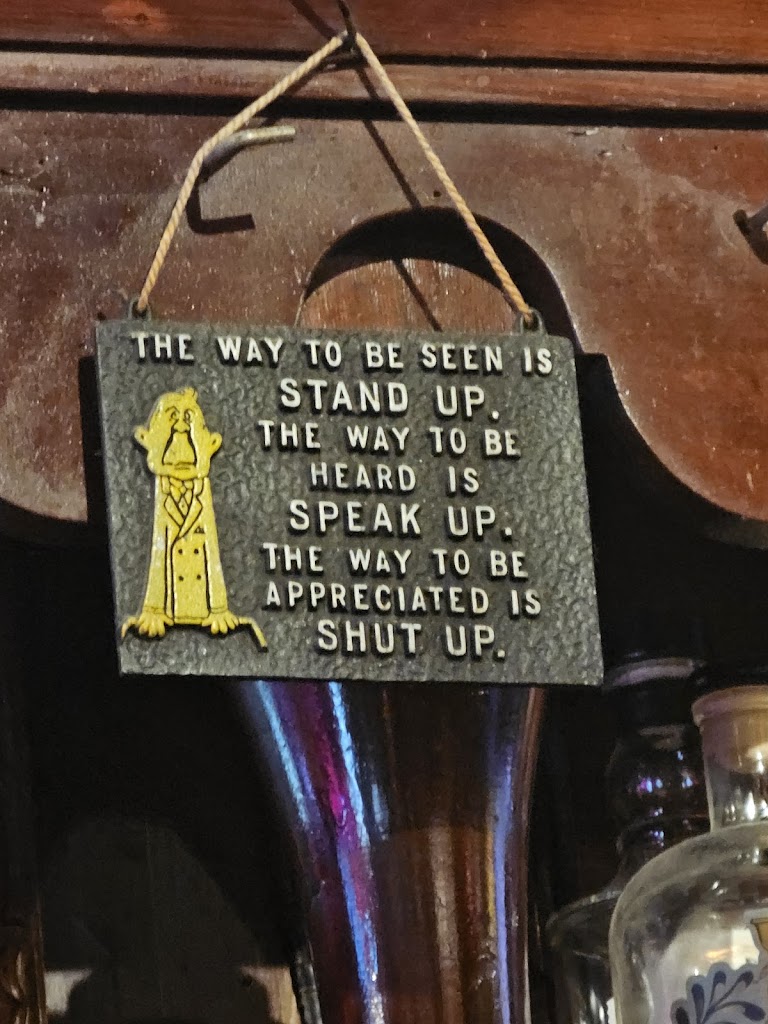 THE WAY TO BE SEEN IS
STAND UP.
THE WAY TO BE
HEARD IS
SPEAK UP.
THE WAY TO BE
APPRECIATED IS
SHUT UP.